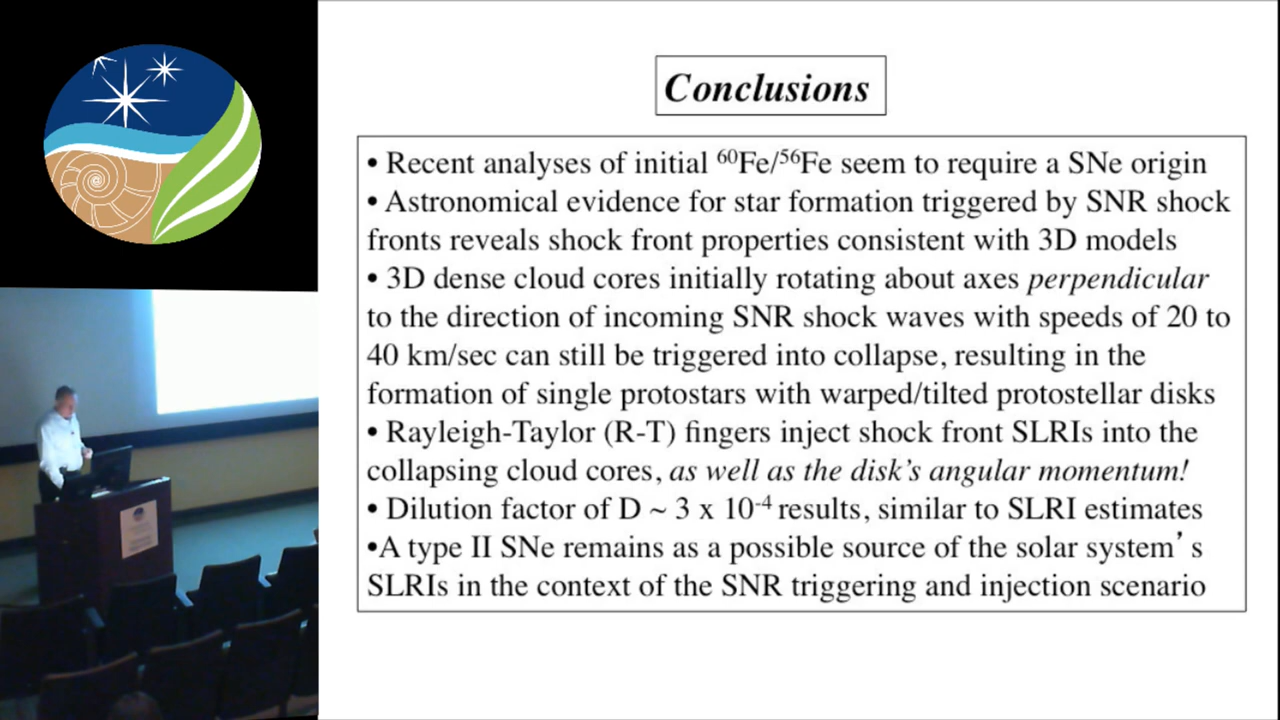 Conclusions
• Recent analyses of initial ⁶⁰Fe/⁵⁶Fe seem to require a SNe origin
• Astronomical evidence for star formation triggered by SNR shock
fronts reveals shock front properties consistent with 3D models
• 3D dense cloud cores initially rotating about axes perpendicular
to the direction of incoming SNR shock waves with speeds of 20 to
40 km/sec can still be triggered into collapse, resulting in the
formation of single protostars with warped/tilted protostellar disks
• Rayleigh-Taylor (R-T) fingers inject shock front SLRIs into the
collapsing cloud cores, as well as the disk's angular momentum!
• Dilution factor of D ~ 3 x 10⁻⁴ results, similar to SLRI estimates
•A type II SNe remains as a possible source of the solar system's
SLRIs in the context of the SNR triggering and injection scenario